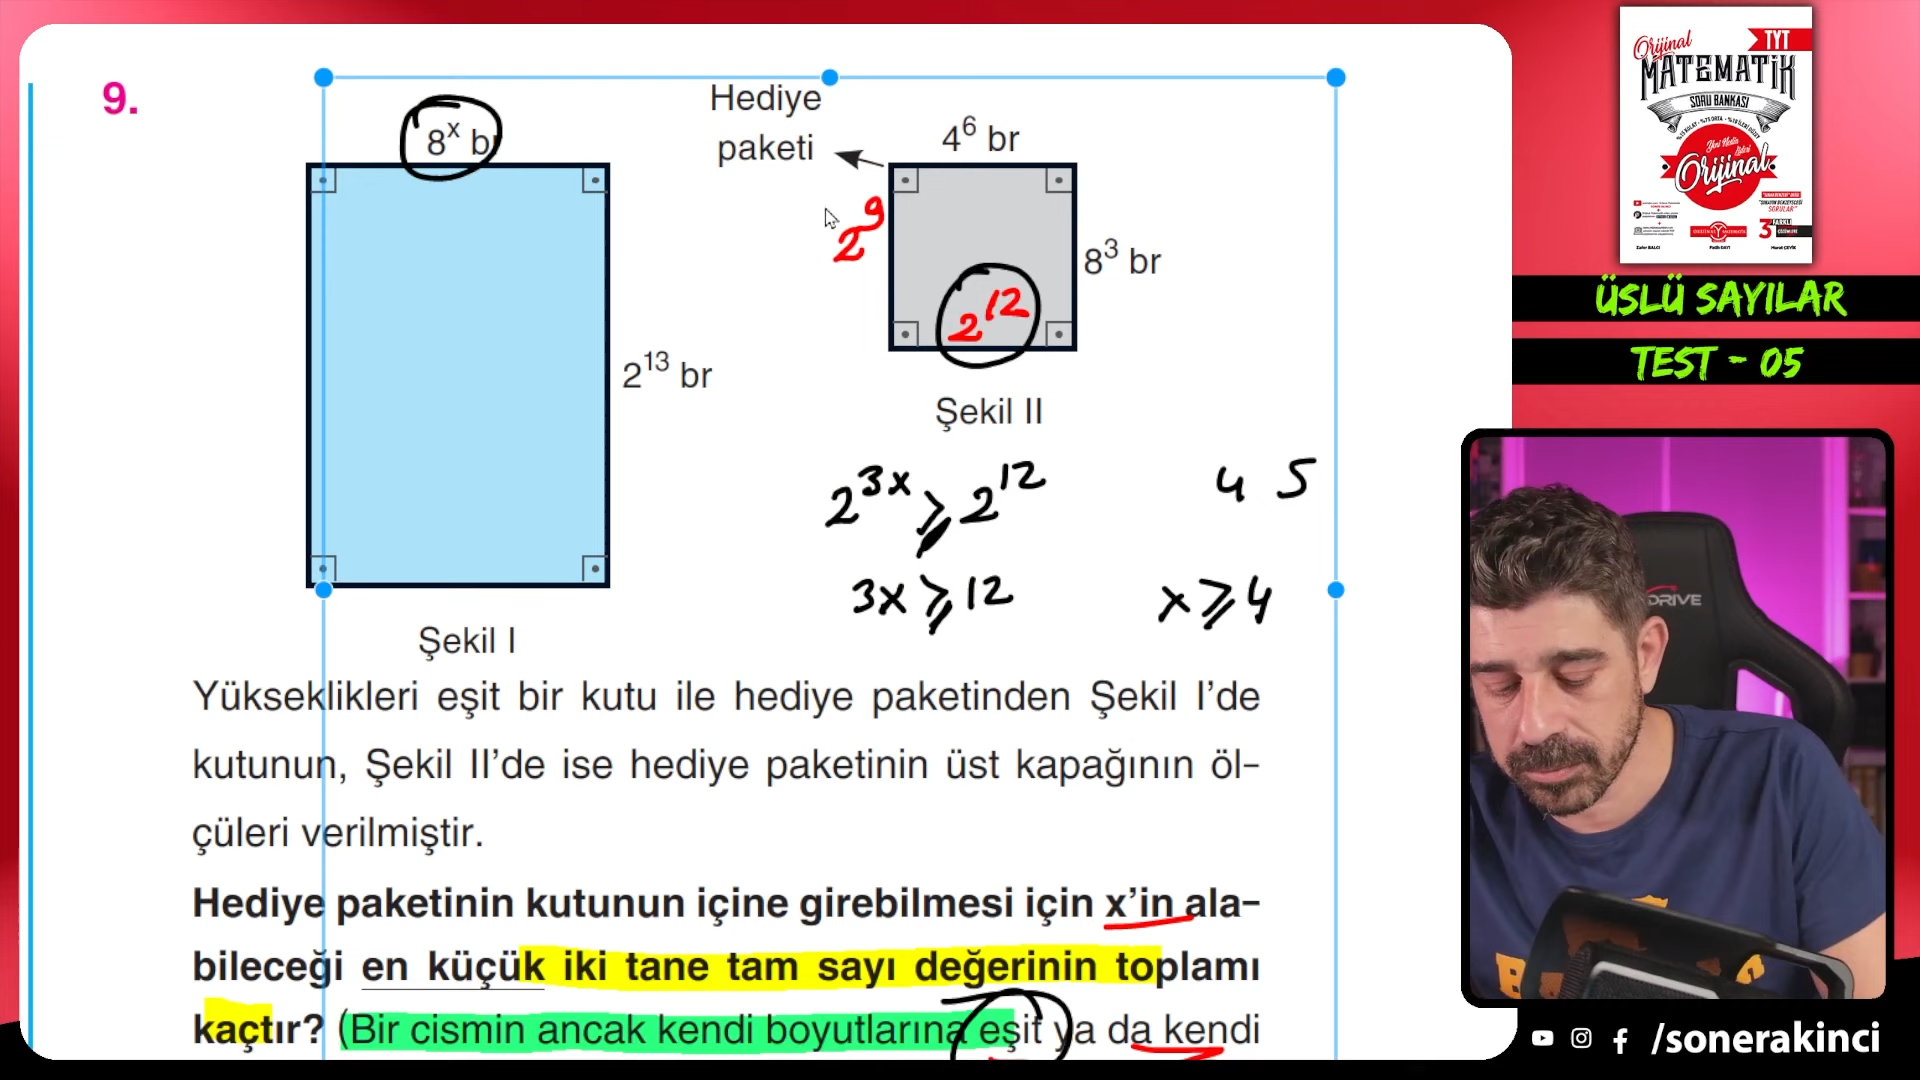 9.
8ˣ br
Hediye
paketi
4⁶ br
2⁹
2¹²
8³ br
2¹³ br
Şekil II
2³ˣ ⩾ 2¹²
4 5
3x ⩾ 12
x ⩾ 4
Şekil I
Yükseklikleri eşit bir kutu ile hediye paketinden Şekil I’de
kutunun, Şekil II’de ise hediye paketinin üst kapağının öl-
çüleri verilmiştir.
Hediye paketinin kutunun içine girebilmesi için x’in ala-
bileceği en küçük iki tane tam sayı değerinin toplamı
kaçtır? (Bir cismin ancak kendi boyutlarına eşit ya da kendi
Orijinal
TYT
MATEMATİK
SORU BANKASI
Orijinal
3
ÜSLÜ SAYILAR
TEST - 05
DRIVE
/sonerakinci